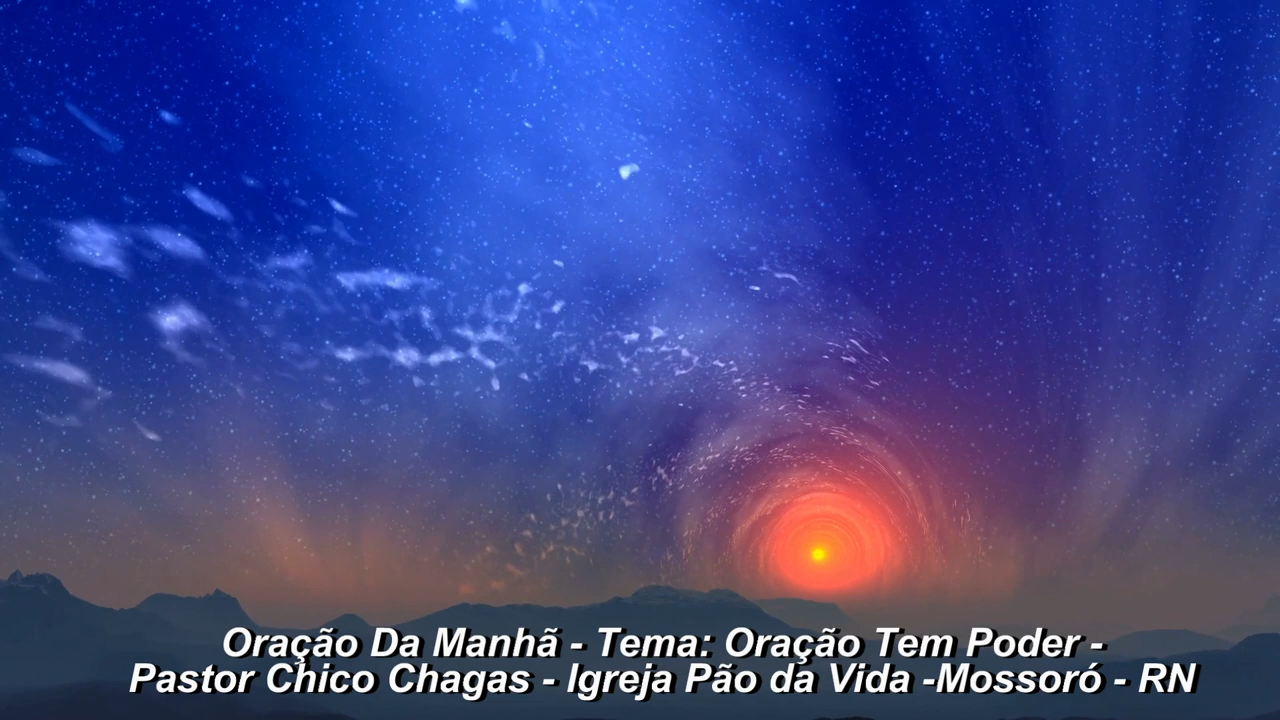 Oração Da Manhã - Tema: Oração Tem Poder -
Pastor Chico Chagas - Igreja Pão da Vida -Mossoró - RN